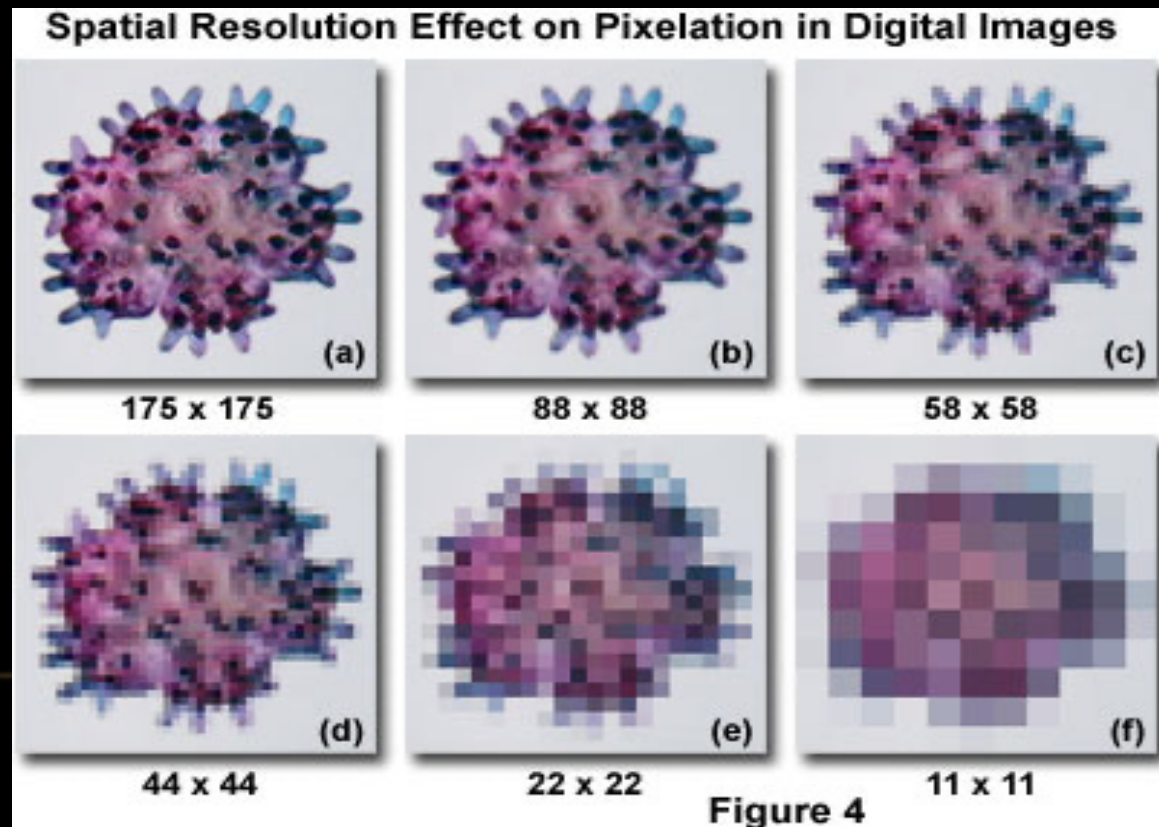 Spatial Resolution Effect on Pixelation in Digital Images
(a)
(b)
(c)
175 x 175
88 x 88
58 x 58
(d)
(e)
(f)
44 x 44
22 x 22
11 x 11
Figure 4